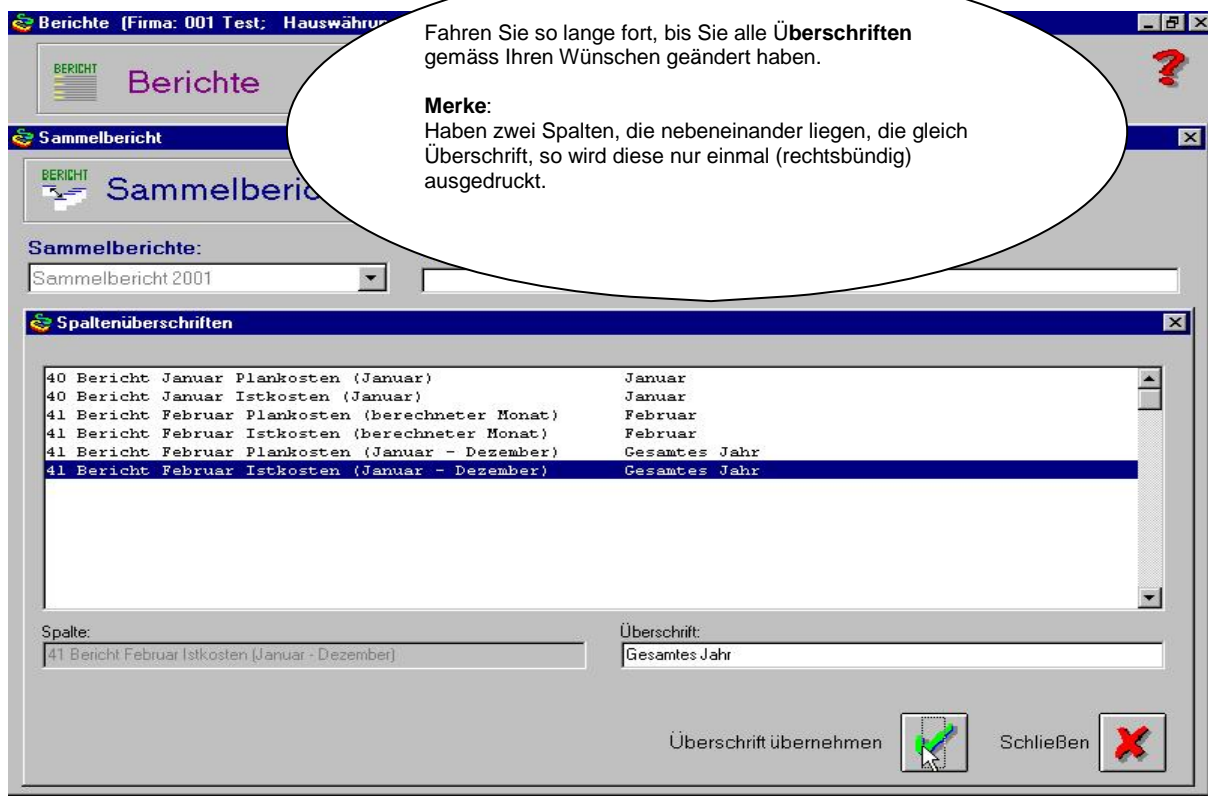 Berichte (Firma: 001 Test; Hauswährun
Fahren Sie so lange fort, bis Sie alle Überschriften
gemäss Ihren Wünschen geändert haben.
Merke:
Haben zwei Spalten, die nebeneinander liegen, die gleich
Überschrift, so wird diese nur einmal (rechtsbündig)
ausgedruckt.
BERICHT
Berichte
Sammelbericht
BERICHT
Sammelberic
Sammelberichte:
Sammelbericht 2001
Spaltenüberschriften
40 Bericht Januar Plankosten (Januar) Januar
40 Bericht Januar Istkosten (Januar) Januar
41 Bericht Februar Plankosten (berechneter Monat) Februar
41 Bericht Februar Istkosten (berechneter Monat) Februar
41 Bericht Februar Plankosten (Januar - Dezember) Gesamtes Jahr
41 Bericht Februar Istkosten (Januar - Dezember) Gesamtes Jahr
Spalte: Überschrift:
41 Bericht Februar Istkosten (Januar - Dezember) Gesamtes Jahr
Überschrift übernehmen Schließen